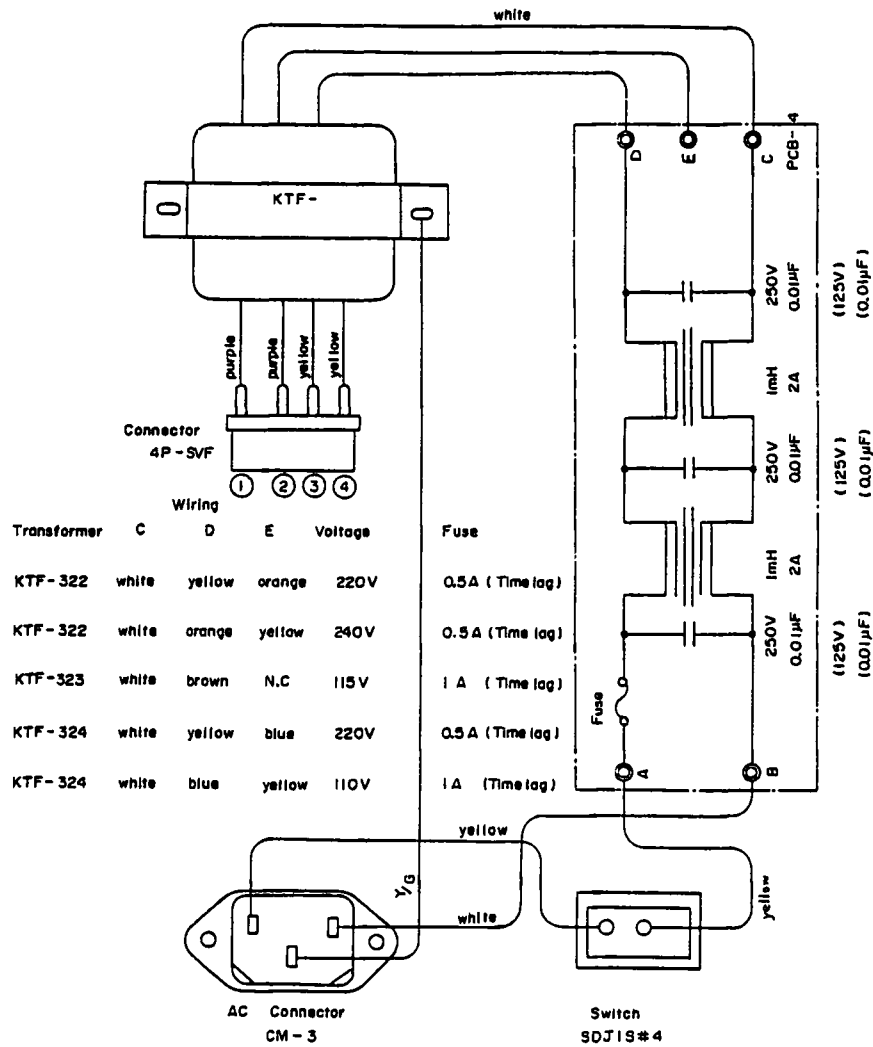 white
KTF-
D
E
C
PCB-4
250V
0.01µF
(125V)
(0.01µF)
1mH
2A
purple
purple
yellow
yellow
Connector
4P-SVF
1 2 3 4
250V
0.01µF
(125V)
(0.01µF)
Wiring
Transformer C D E Voltage Fuse
KTF-322 white yellow orange 220V 0.5A (Time lag)
KTF-322 white orange yellow 240V 0.5A (Time lag)
KTF-323 white brown N.C 115V 1A (Time lag)
KTF-324 white yellow blue 220V 0.5A (Time lag)
KTF-324 white blue yellow 110V 1A (Time lag)
1mH
2A
250V
0.01µF
(125V)
(0.01µF)
Fuse
A
B
yellow
Y/G
white
yellow
AC Connector
CM-3
Switch
SDJ1S#4